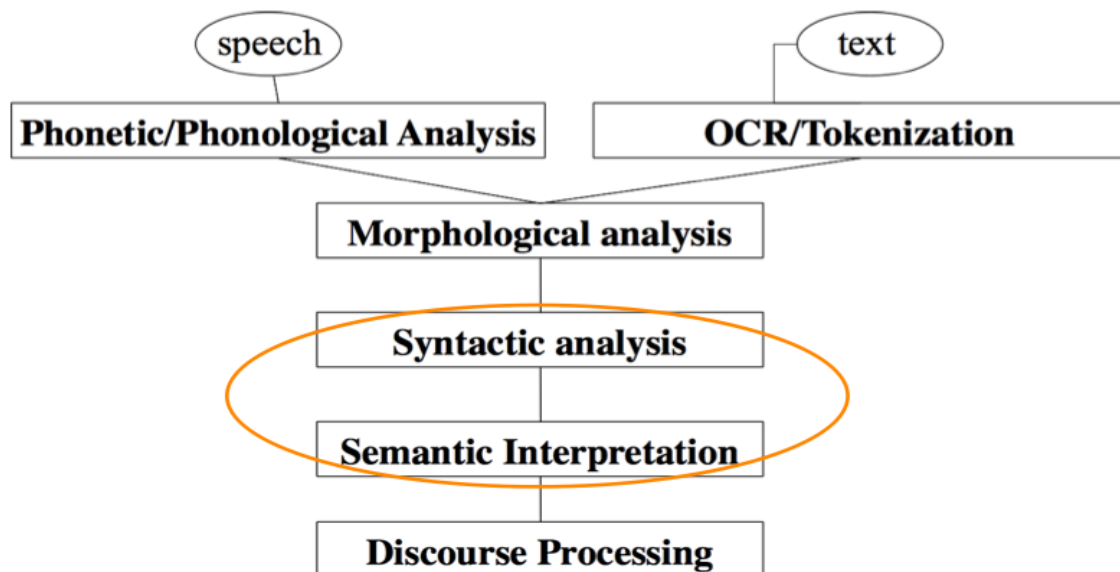 speech
text
Phonetic/Phonological Analysis
OCR/Tokenization
Morphological analysis
Syntactic analysis
Semantic Interpretation
Discourse Processing